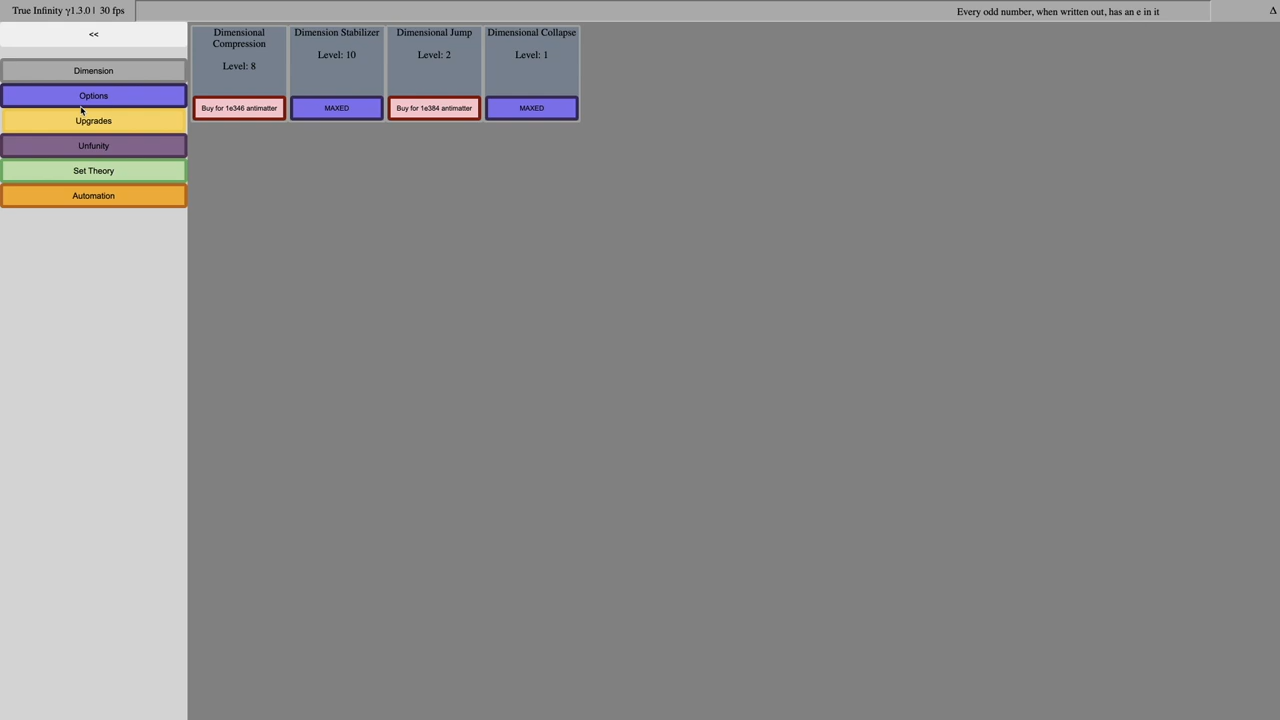 True Infinity γ1.3.0 | 30 fps
Every odd number, when written out, has an e in it
Δ
<<
Dimension
Options
Upgrades
Unfunity
Set Theory
Automation
Dimensional
Compression
Level: 8
Buy for 1e346 antimatter
Dimension Stabilizer
Level: 10
MAXED
Dimensional Jump
Level: 2
Buy for 1e384 antimatter
Dimensional Collapse
Level: 1
MAXED